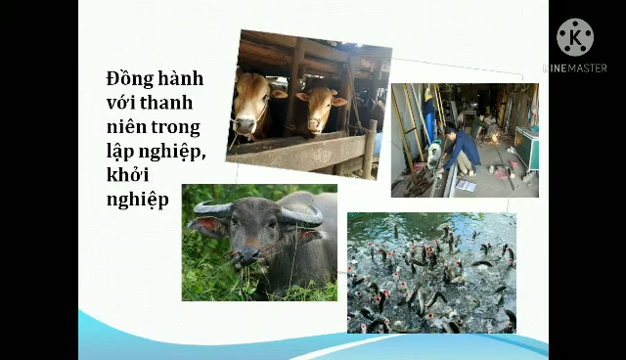 Đồng hành
với thanh
niên trong
lập nghiệp,
khởi
nghiệp
KINEMASTER